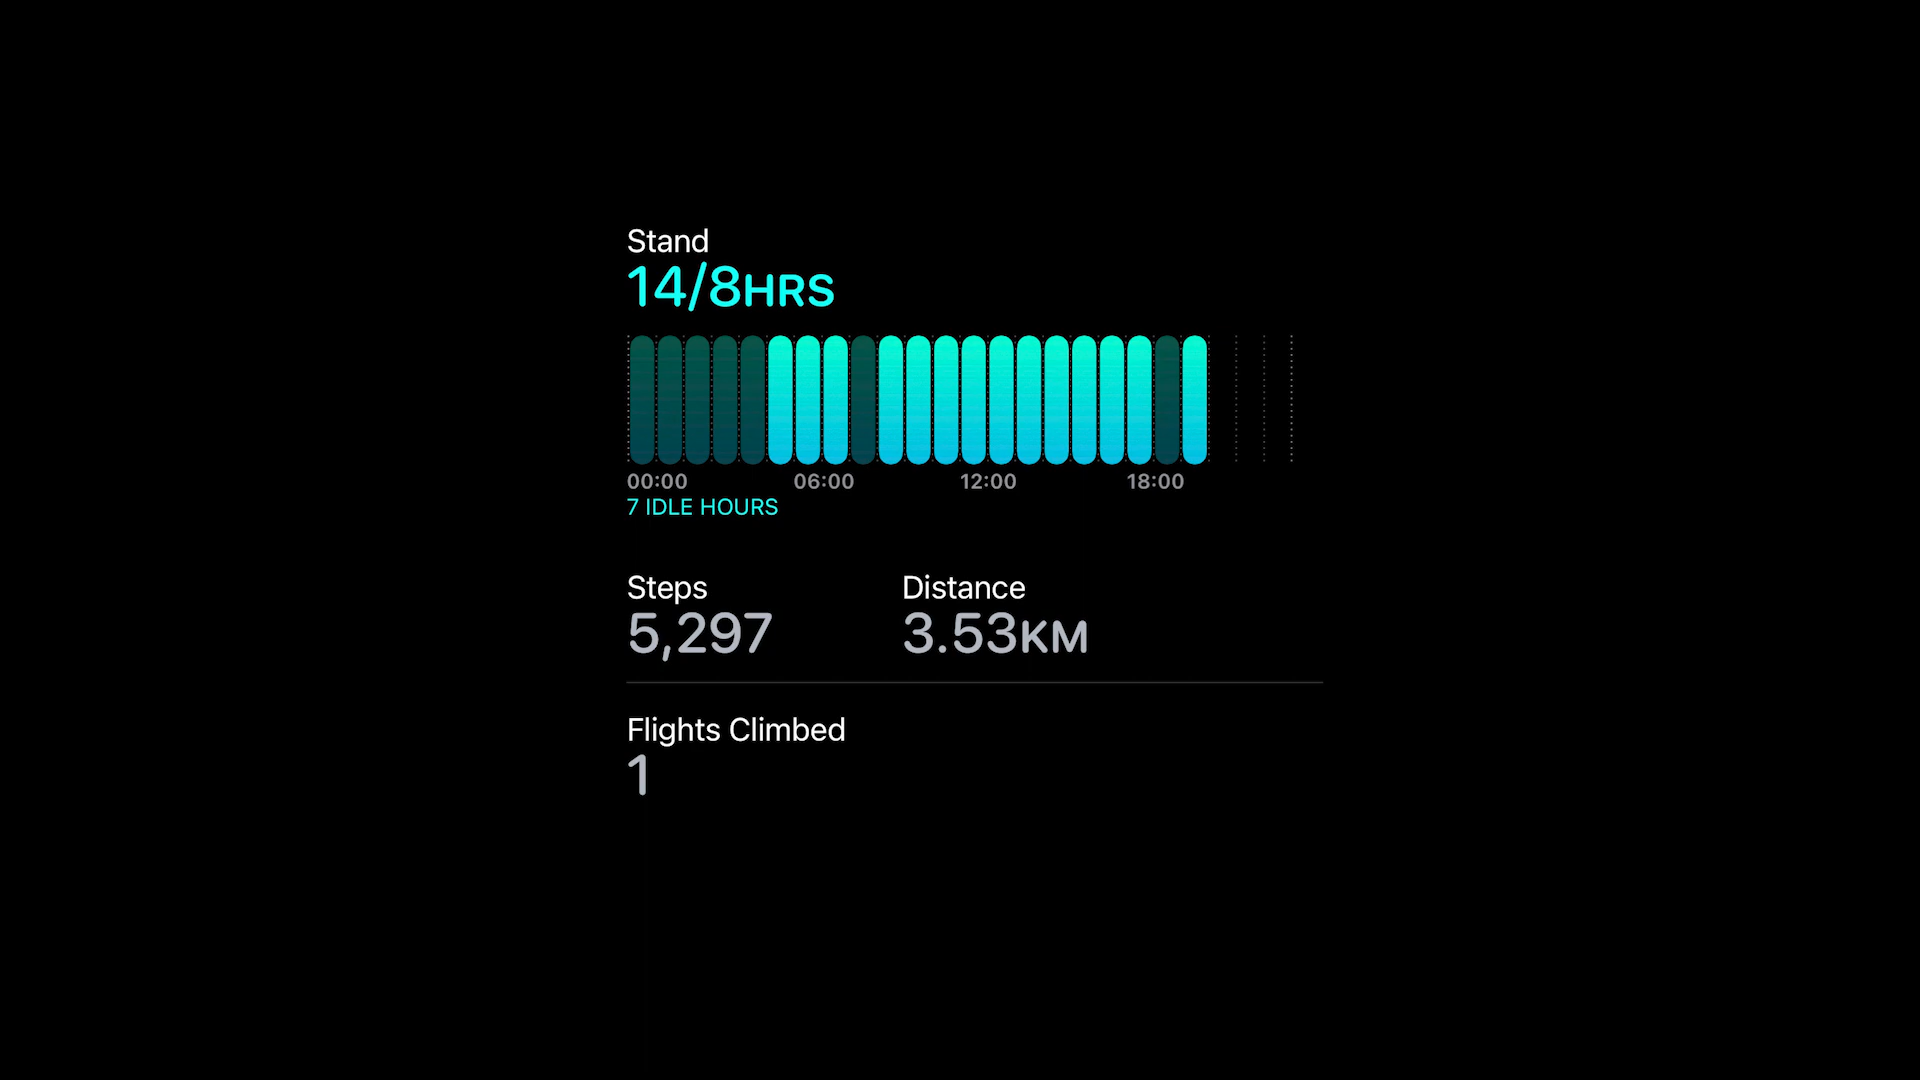 Stand
14/8HRS
00:00 06:00 12:00 18:00
7 IDLE HOURS
Steps Distance
5,297 3.53KM
Flights Climbed
1